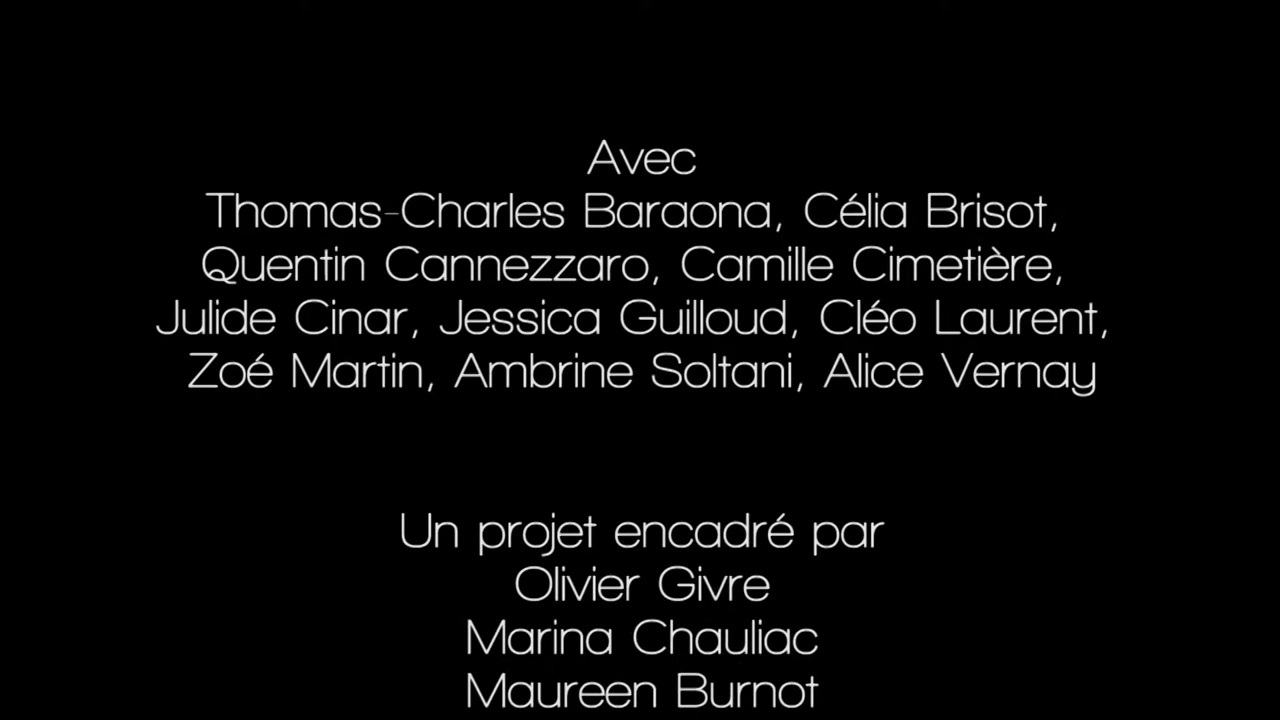 Avec
Thomas-Charles Baraona, Célia Brisot,
Quentin Cannezzaro, Camille Cimetière,
Julide Cinar, Jessica Guilloud, Cléo Laurent,
Zoé Martin, Ambrine Soltani, Alice Vernay
Un projet encadré par
Olivier Givre
Marina Chauliac
Maureen Burnot